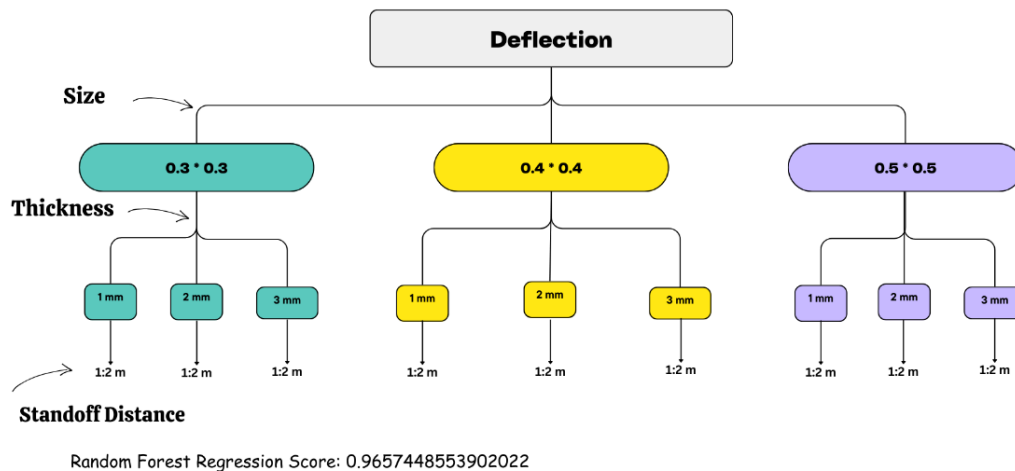 Deflection
Size
0.3 * 0.3
0.4 * 0.4
0.5 * 0.5
Thickness
1 mm
2 mm
3 mm
1 mm
2 mm
3 mm
1 mm
2 mm
3 mm
1:2 m
1:2 m
1:2 m
1:2 m
1:2 m
1:2 m
1:2 m
1:2 m
1:2 m
Standoff Distance
Random Forest Regression Score: 0.9657448553902022